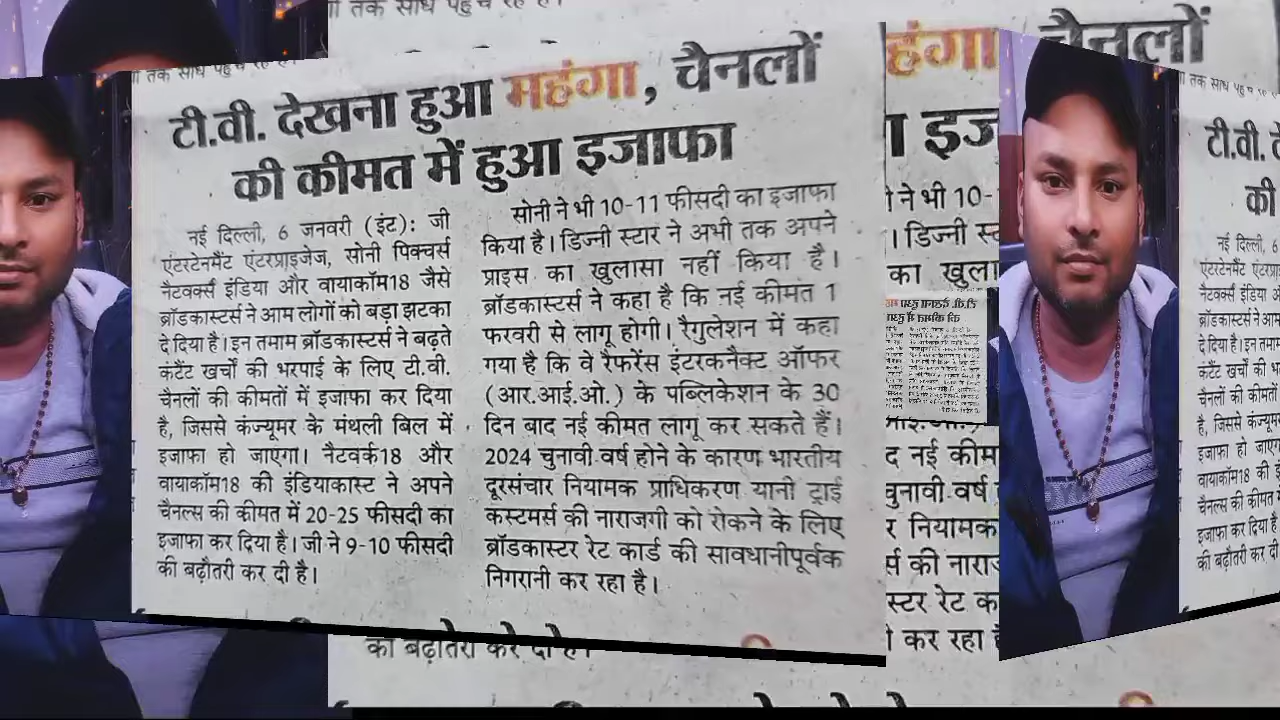 टी.वी. देखना हुआ महंगा, चैनलों
की कीमत में हुआ इजाफा
नई दिल्ली, 6 जनवरी (इंट): जी
एंटरटेनमैंट एंटरप्राइजेज, सोनी पिक्चर्स
नैटवर्क्स इंडिया और वायाकॉम18 जैसे
ब्रॉडकास्टर्स ने आम लोगों को बड़ा झटका
दे दिया है। इन तमाम ब्रॉडकास्टर्स ने बढ़ते
कंटैंट खर्चों की भरपाई के लिए टी.वी.
चैनलों की कीमतों में इजाफा कर दिया
है, जिससे कंज्यूमर के मंथली बिल में
इजाफा हो जाएगा। नैटवर्क18 और
वायाकॉम18 की इंडियाकास्ट ने अपने
चैनल्स की कीमत में 20-25 फीसदी का
इजाफा कर दिया है। जी ने 9-10 फीसदी
की बढ़ौतरी कर दी है।
सोनी ने भी 10-11 फीसदी का इजाफा
किया है। डिज्नी स्टार ने अभी तक अपने
प्राइस का खुलासा नहीं किया है।
ब्रॉडकास्टर्स ने कहा है कि नई कीमत 1
फरवरी से लागू होगी। रैगुलेशन में कहा
गया है कि वे रैफरेंस इंटरकनैक्ट ऑफर
(आर.आई.ओ.) के पब्लिकेशन के 30
दिन बाद नई कीमत लागू कर सकते हैं।
2024 चुनावी वर्ष होने के कारण भारतीय
दूरसंचार नियामक प्राधिकरण यानी ट्राई
कस्टमर्स की नाराजगी को रोकने के लिए
ब्रॉडकास्टर रेट कार्ड की सावधानीपूर्वक
निगरानी कर रहा है।